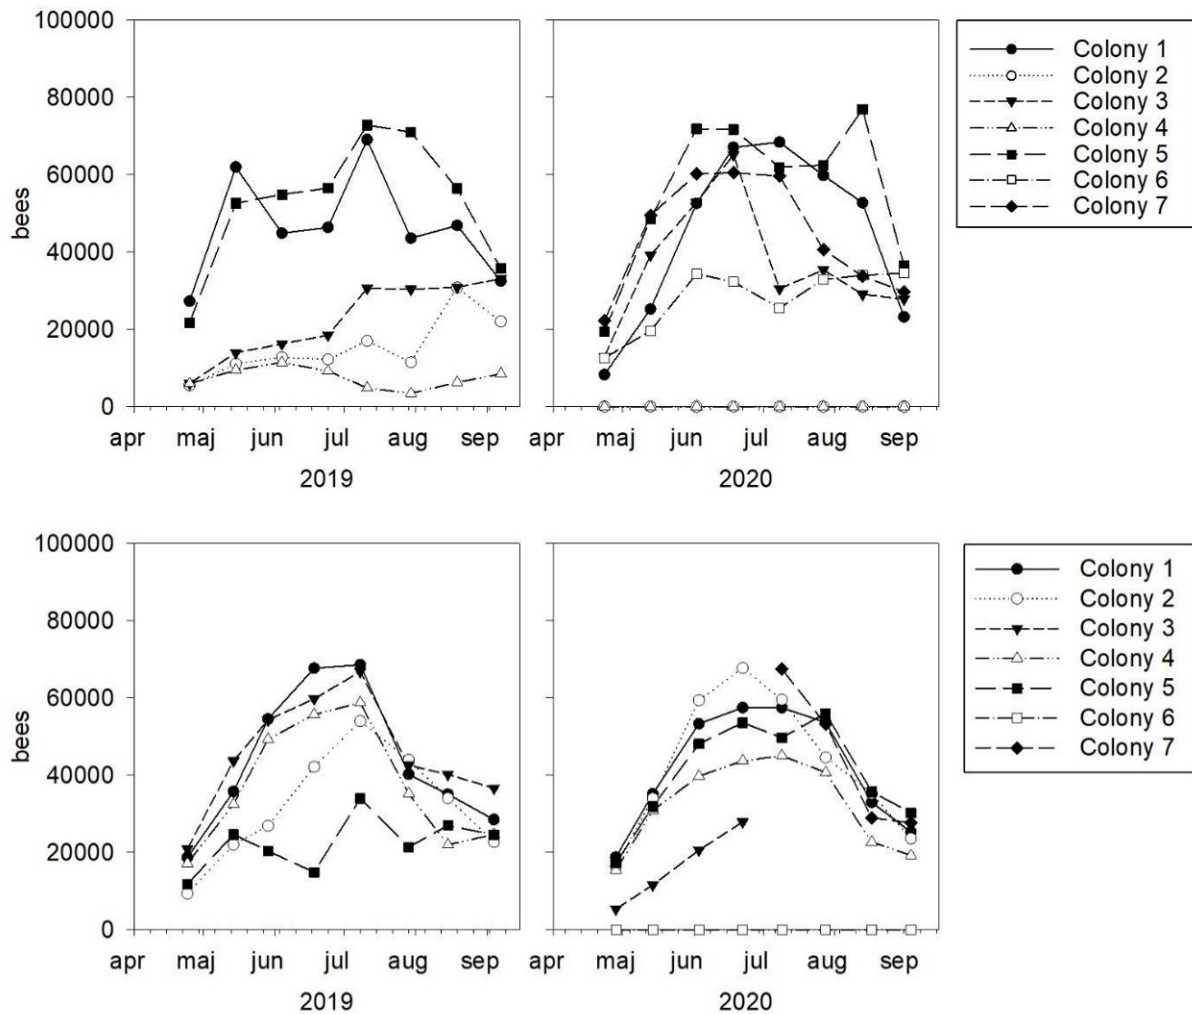 100000
80000
60000
40000
20000
0
bees
apr maj jun jul aug sep
2019
apr maj jun jul aug sep
2020
Colony 1
Colony 2
Colony 3
Colony 4
Colony 5
Colony 6
Colony 7
100000
80000
60000
40000
20000
0
bees
apr maj jun jul aug sep
2019
apr maj jun jul aug sep
2020
Colony 1
Colony 2
Colony 3
Colony 4
Colony 5
Colony 6
Colony 7